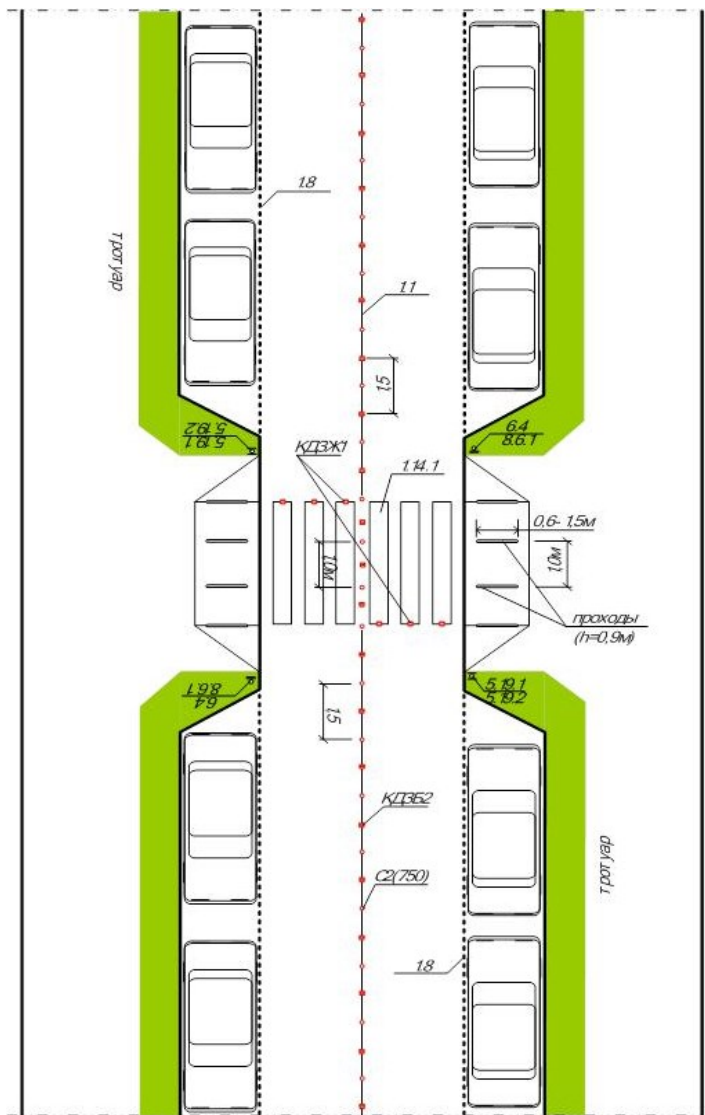 1.8
тротуар
1.1
1,5
5.19.2
5.19.1
6.4
8.6.1
КД3Ж1
1.14.1
0,6-1,5м
1,0м
1,0м
проходы
(h=0,9м)
8.6.1
6.4
5.19.1
5.19.2
1,5
КД3Б2
С2(750)
тротуар
1.8